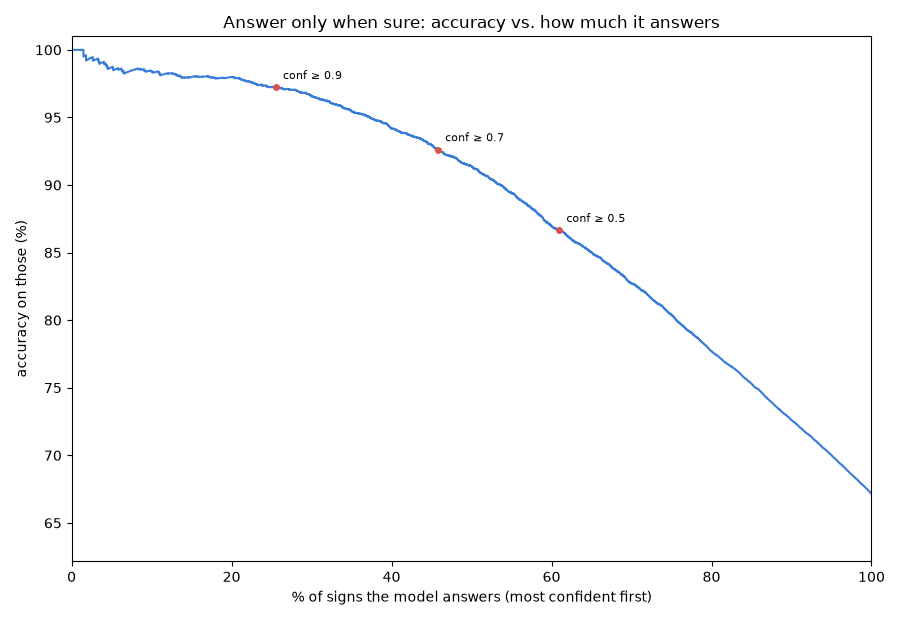 Answer only when sure: accuracy vs. how much it answers
accuracy on those (%)
100
95
90
85
80
75
70
65
conf ≥ 0.9
conf ≥ 0.7
conf ≥ 0.5
0 20 40 60 80 100
% of signs the model answers (most confident first)